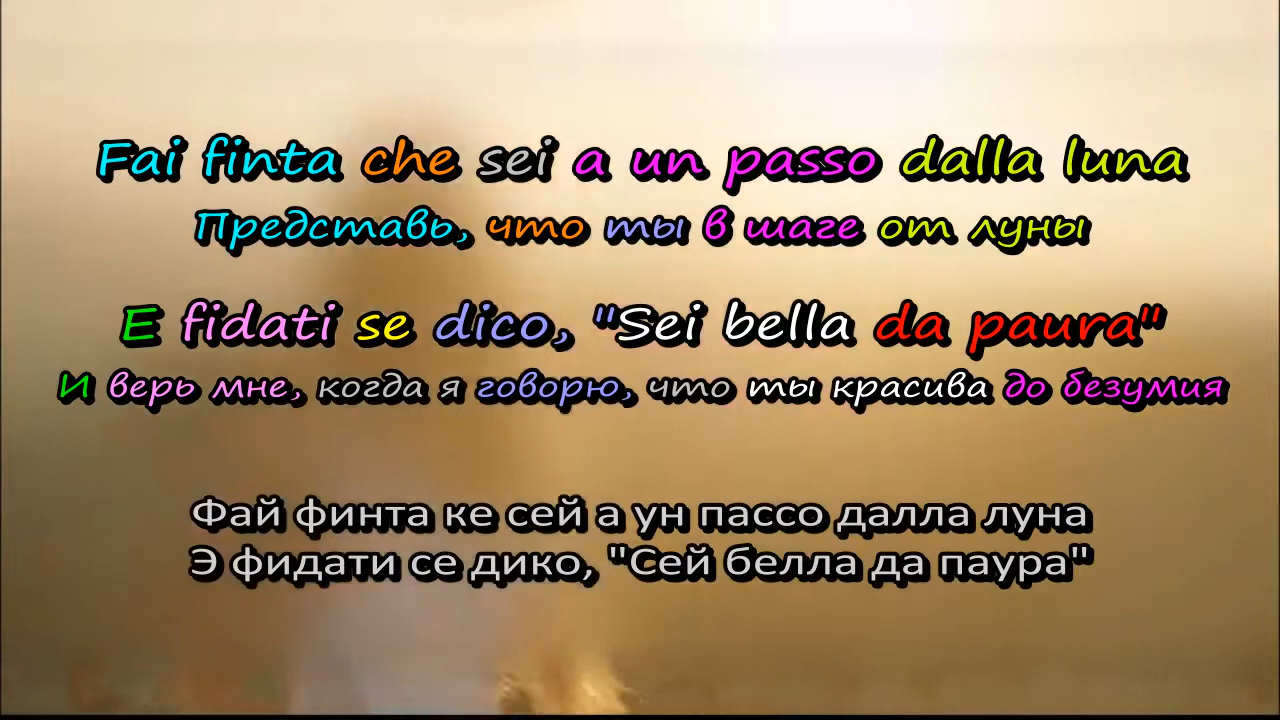 Fai finta che sei a un passo dalla luna
Представь, что ты в шаге от луны
E fidati se dico, "Sei bella da paura"
И верь мне, когда я говорю, что ты красива до безумия
Фай финта ке сей а ун пассо далла луна
Э фидати се дико, "Сей белла да паура"